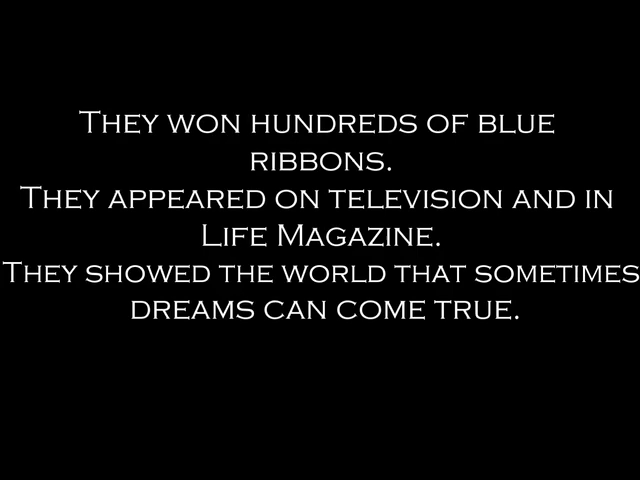 They won hundreds of blue
ribbons.
They appeared on television and in
Life Magazine.
They showed the world that sometimes
dreams can come true.